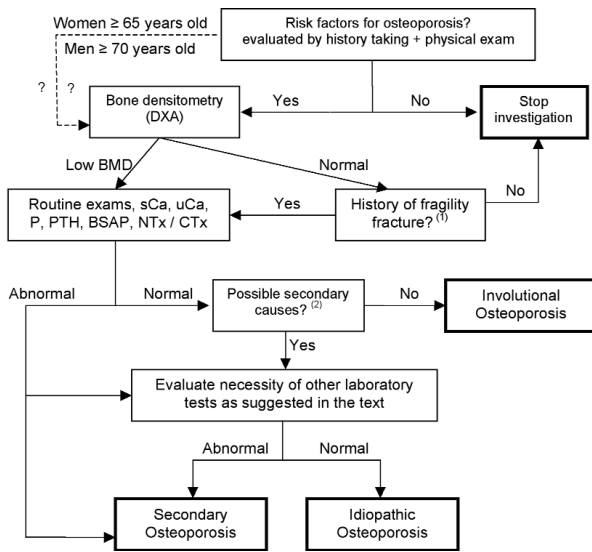 Women ≥ 65 years old
Men ≥ 70 years old
? ?
Risk factors for osteoporosis?
evaluated by history taking + physical exam
Yes
No
Bone densitometry
(DXA)
Stop
investigation
Low BMD
Normal
No
Routine exams, sCa, uCa,
P, PTH, BSAP, NTx / CTx
Yes
History of fragility
fracture? (1)
Abnormal
Normal
Possible secondary
causes? (2)
No
Involutional
Osteoporosis
Yes
Evaluate necessity of other laboratory
tests as suggested in the text
Abnormal
Normal
Secondary
Osteoporosis
Idiopathic
Osteoporosis